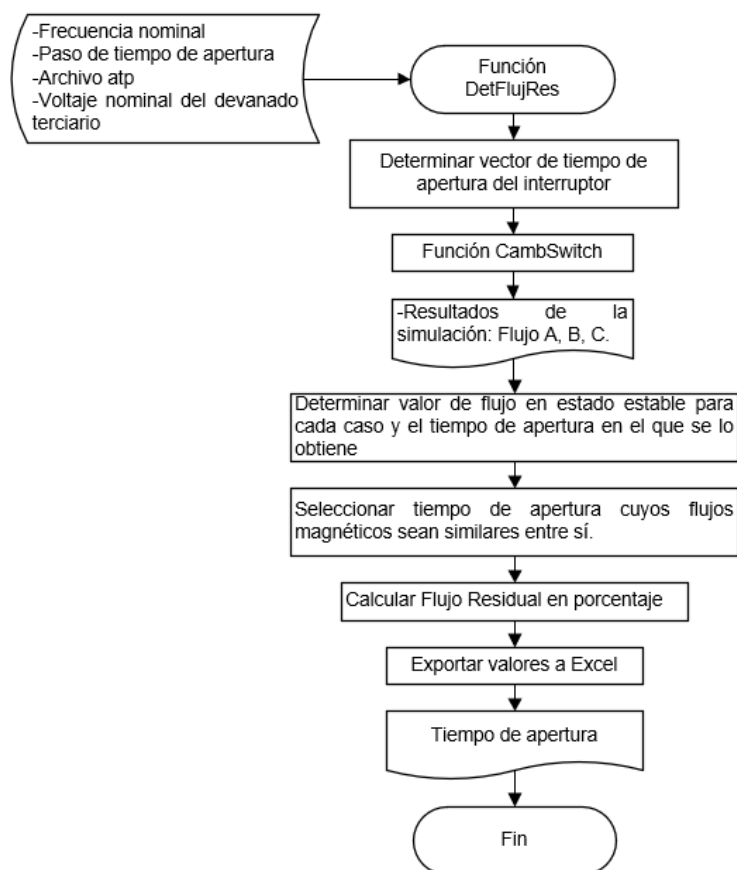 -Frecuencia nominal
-Paso de tiempo de apertura
-Archivo atp
-Voltaje nominal del devanado
terciario
Función
DetFlujRes
Determinar vector de tiempo de
apertura del interruptor
Función CambSwitch
-Resultados de la
simulación: Flujo A, B, C.
Determinar valor de flujo en estado estable para
cada caso y el tiempo de apertura en el que se lo
obtiene
Seleccionar tiempo de apertura cuyos flujos
magnéticos sean similares entre sí.
Calcular Flujo Residual en porcentaje
Exportar valores a Excel
Tiempo de apertura
Fin